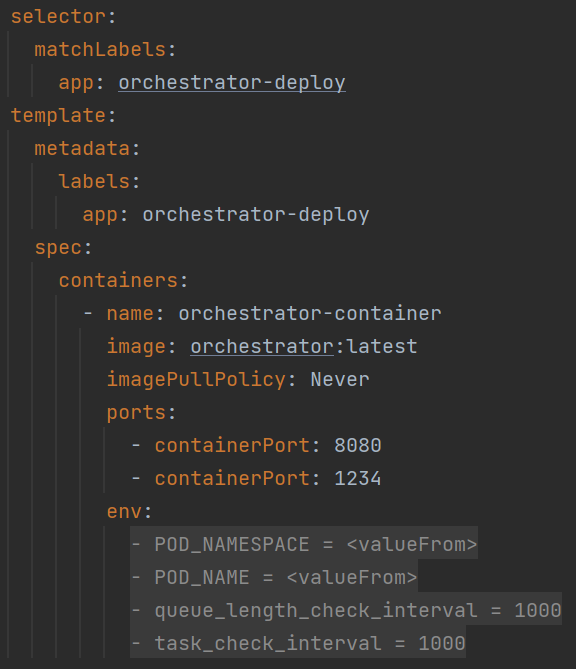 selector:
matchLabels:
app: orchestrator-deploy
template:
metadata:
labels:
app: orchestrator-deploy
spec:
containers:
- name: orchestrator-container
image: orchestrator:latest
imagePullPolicy: Never
ports:
- containerPort: 8080
- containerPort: 1234
env:
- POD_NAMESPACE = <valueFrom>
- POD_NAME = <valueFrom>
- queue_length_check_interval = 1000
- task_check_interval = 1000